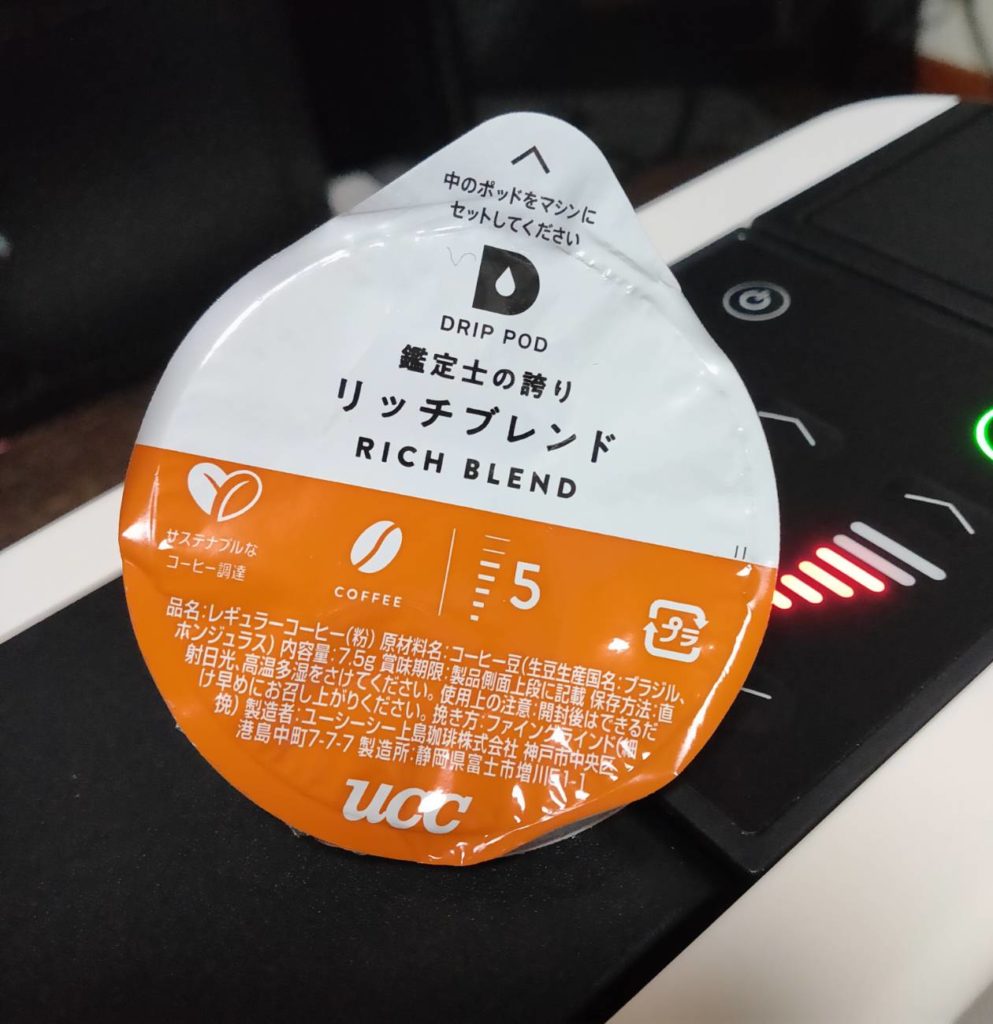 中のポッドをマシンに
セットしてください
D
DRIP POD
鑑定士の誇り
リッチブレンド
RICH BLEND
サステナブルな
コーヒー調達
COFFEE
5
プラ
品名:レギュラーコーヒー(粉) 原材料名:コーヒー豆(生豆生産国名:ブラジル、
ホンジュラス) 内容量:7.5g 賞味期限:製品側面上段に記載 保存方法:直
射日光、高温多湿をさけてください。使用上の注意:開封後はできるだ
け早めにお召し上がりください。挽き方:ファイングラインド(細
挽) 製造者:ユーシーシー上島珈琲株式会社 神戸市中央区
港島中町7-7-7 製造所:静岡県富士市増川51-1
ucc